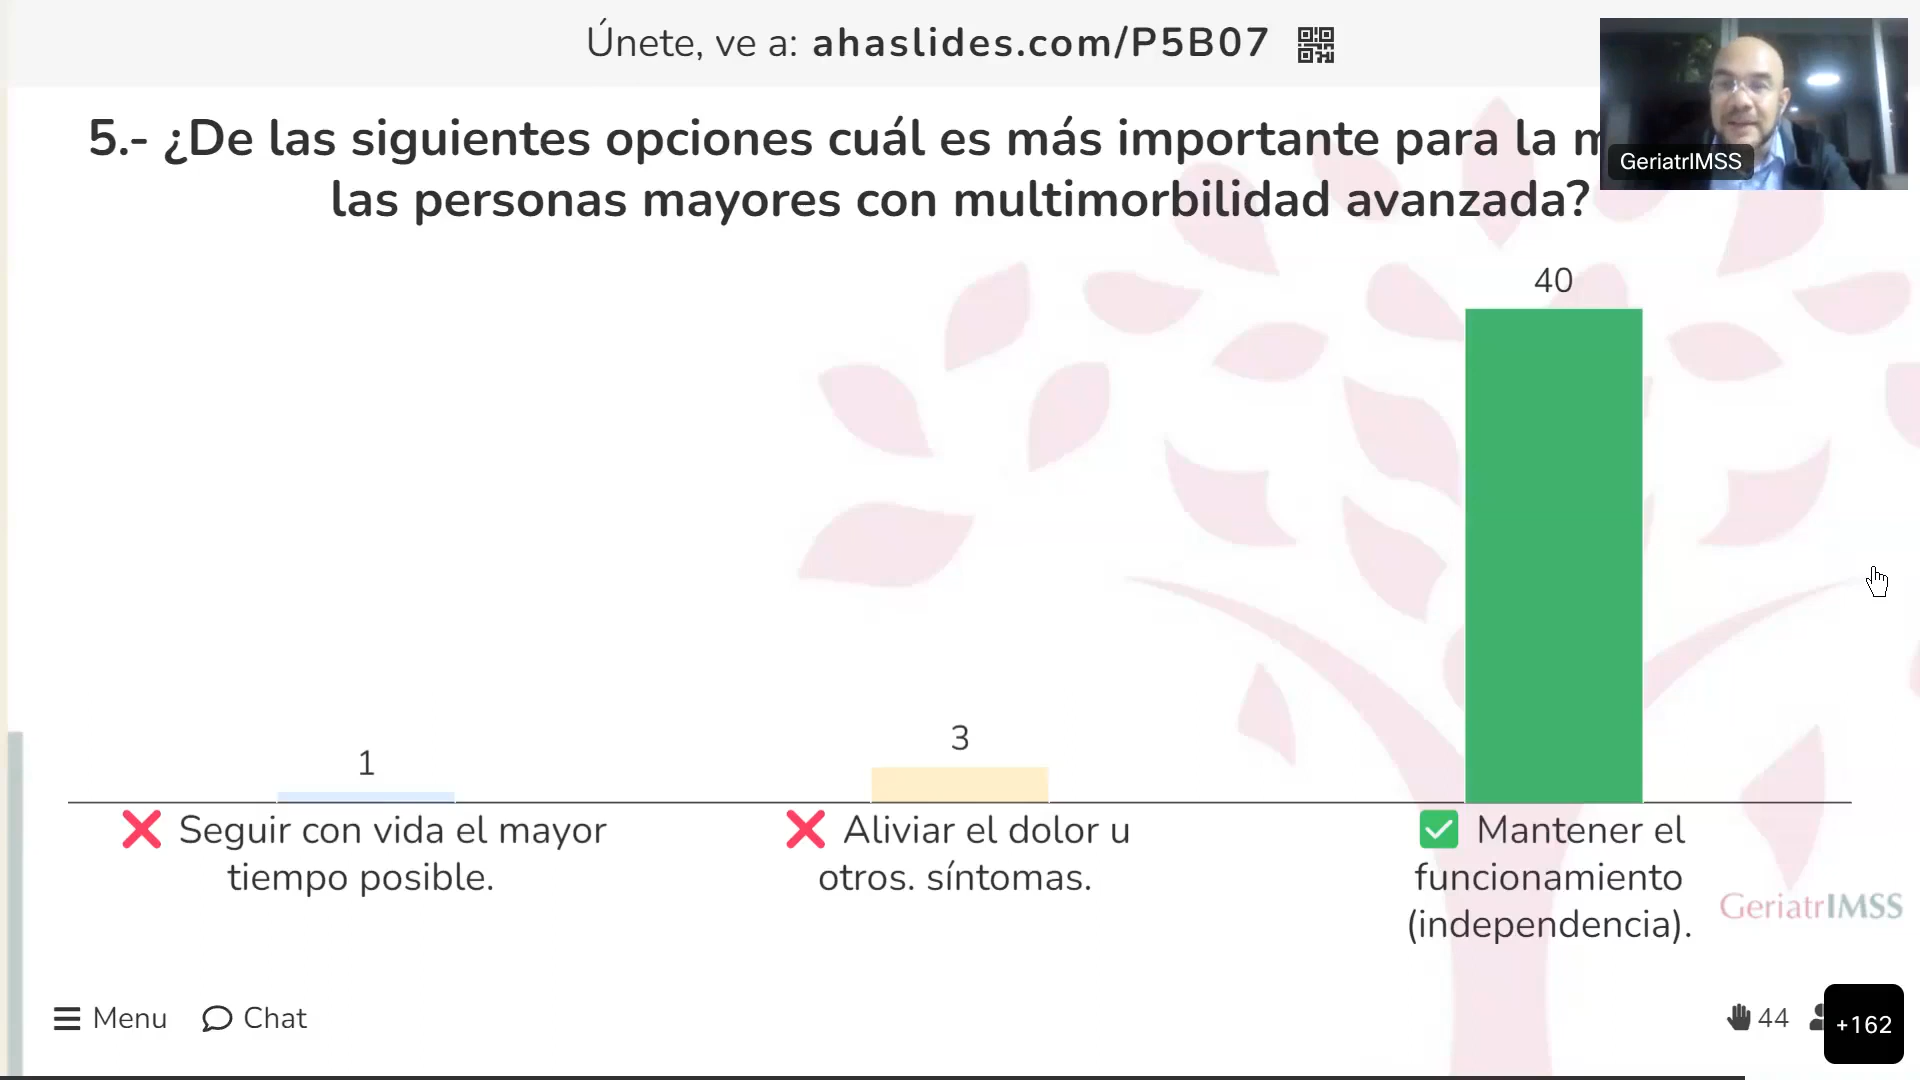 Únete, ve a: ahaslides.com/P5B07
GeriatrIMSS
5.- ¿De las siguientes opciones cuál es más importante para la
las personas mayores con multimorbilidad avanzada?
40
1
3
❌ Seguir con vida el mayor
tiempo posible.
❌ Aliviar el dolor u
otros. síntomas.
✅ Mantener el
funcionamiento
(independencia).
GeriatrIMSS
Menu
Chat
44
+162